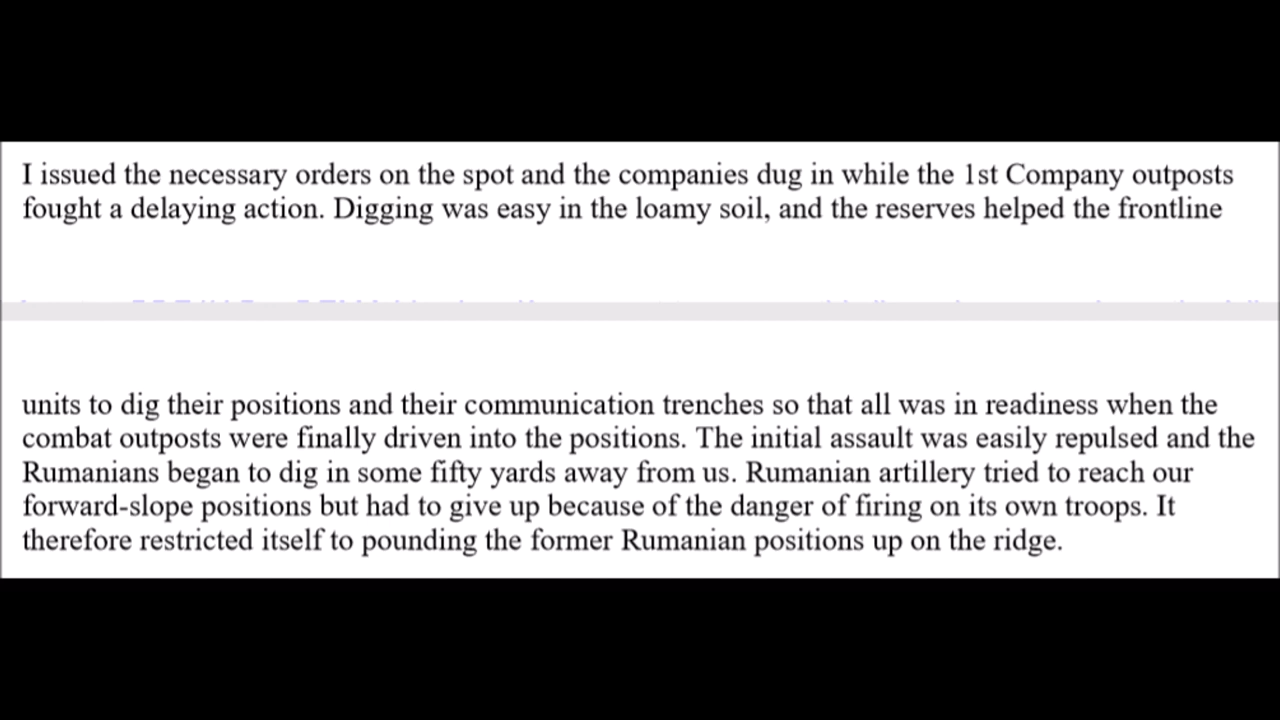 I issued the necessary orders on the spot and the companies dug in while the 1st Company outposts
fought a delaying action. Digging was easy in the loamy soil, and the reserves helped the frontline
units to dig their positions and their communication trenches so that all was in readiness when the
combat outposts were finally driven into the positions. The initial assault was easily repulsed and the
Rumanians began to dig in some fifty yards away from us. Rumanian artillery tried to reach our
forward-slope positions but had to give up because of the danger of firing on its own troops. It
therefore restricted itself to pounding the former Rumanian positions up on the ridge.